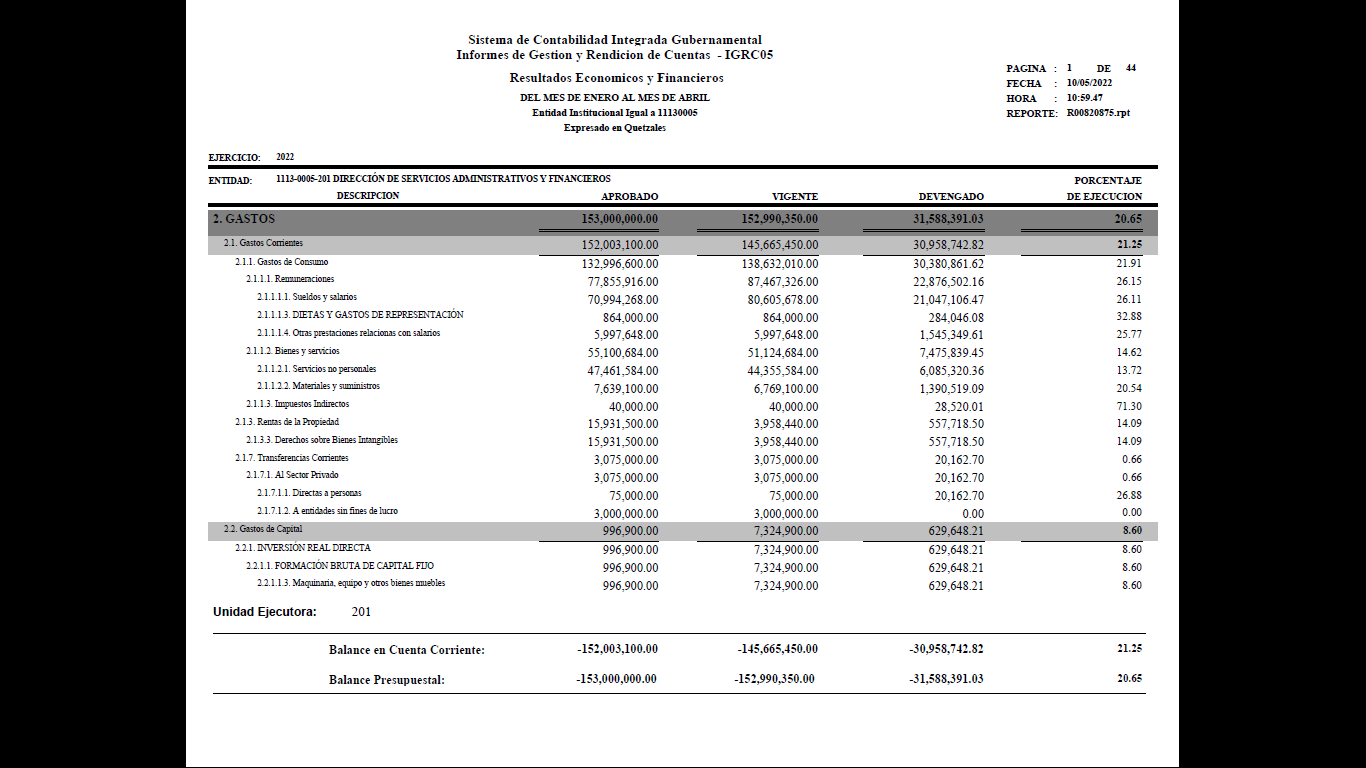 Sistema de Contabilidad Integrada Gubernamental
Informes de Gestion y Rendicion de Cuentas - IGRC05
Resultados Economicos y Financieros
DEL MES DE ENERO AL MES DE ABRIL
Entidad Institucional Igual a 11130005
Expresado en Quetzales
PAGINA : 1 DE 44
FECHA : 10/05/2022
HORA : 10:59.47
REPORTE: R00820875.rpt
EJERCICIO: 2022
ENTIDAD: 1113-0005-201 DIRECCIÓN DE SERVICIOS ADMINISTRATIVOS Y FINANCIEROS PORCENTAJE
DESCRIPCION APROBADO VIGENTE DEVENGADO DE EJECUCION
2. GASTOS 153,000,000.00 152,990,350.00 31,588,391.03 20.65
2.1. Gastos Corrientes 152,003,100.00 145,665,450.00 30,958,742.82 21.25
2.1.1. Gastos de Consumo 132,996,600.00 138,632,010.00 30,380,861.62 21.91
2.1.1.1. Remuneraciones 77,855,916.00 87,467,326.00 22,876,502.16 26.15
2.1.1.1.1. Sueldos y salarios 70,994,268.00 80,605,678.00 21,047,106.47 26.11
2.1.1.1.3. DIETAS Y GASTOS DE REPRESENTACIÓN 864,000.00 864,000.00 284,046.08 32.88
2.1.1.1.4. Otras prestaciones relacionas con salarios 5,997,648.00 5,997,648.00 1,545,349.61 25.77
2.1.1.2. Bienes y servicios 55,100,684.00 51,124,684.00 7,475,839.45 14.62
2.1.1.2.1. Servicios no personales 47,461,584.00 44,355,584.00 6,085,320.36 13.72
2.1.1.2.2. Materiales y suministros 7,639,100.00 6,769,100.00 1,390,519.09 20.54
2.1.1.3. Impuestos Indirectos 40,000.00 40,000.00 28,520.01 71.30
2.1.3. Rentas de la Propiedad 15,931,500.00 3,958,440.00 557,718.50 14.09
2.1.3.3. Derechos sobre Bienes Intangibles 15,931,500.00 3,958,440.00 557,718.50 14.09
2.1.7. Transferencias Corrientes 3,075,000.00 3,075,000.00 20,162.70 0.66
2.1.7.1. Al Sector Privado 3,075,000.00 3,075,000.00 20,162.70 0.66
2.1.7.1.1. Directas a personas 75,000.00 75,000.00 20,162.70 26.88
2.1.7.1.2. A entidades sin fines de lucro 3,000,000.00 3,000,000.00 0.00 0.00
2.2. Gastos de Capital 996,900.00 7,324,900.00 629,648.21 8.60
2.2.1. INVERSIÓN REAL DIRECTA 996,900.00 7,324,900.00 629,648.21 8.60
2.2.1.1. FORMACIÓN BRUTA DE CAPITAL FIJO 996,900.00 7,324,900.00 629,648.21 8.60
2.2.1.1.3. Maquinaria, equipo y otros bienes muebles 996,900.00 7,324,900.00 629,648.21 8.60
Unidad Ejecutora: 201
Balance en Cuenta Corriente: -152,003,100.00 -145,665,450.00 -30,958,742.82 21.25
Balance Presupuestal: -153,000,000.00 -152,990,350.00 -31,588,391.03 20.65